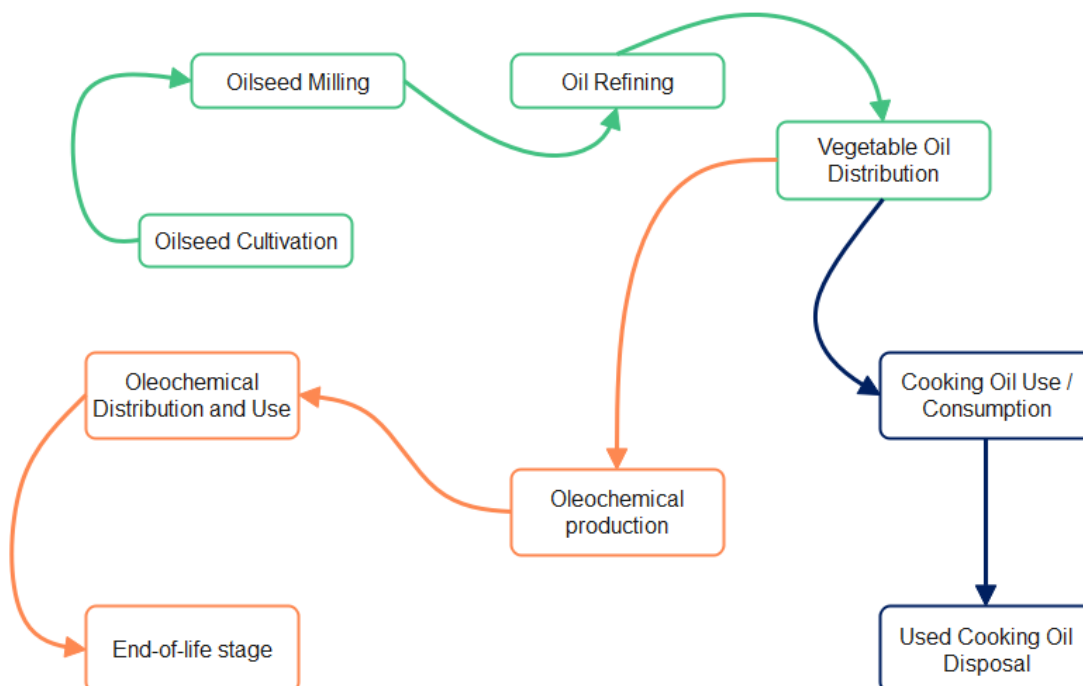 Oilseed Milling
Oil Refining
Vegetable Oil
Distribution
Oilseed Cultivation
Oleochemical
Distribution and Use
Cooking Oil Use /
Consumption
Oleochemical
production
End-of-life stage
Used Cooking Oil
Disposal